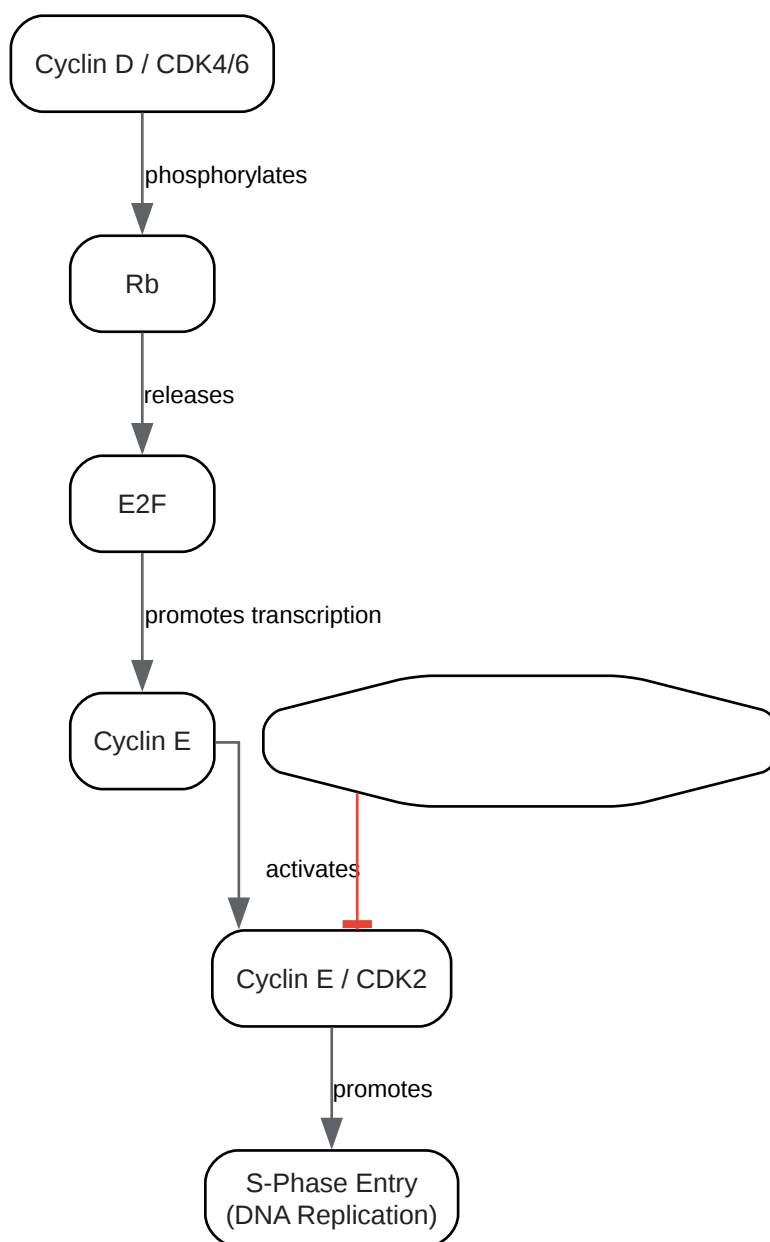 Cyclin D / CDK4/6
phosphorylates
Rb
releases
E2F
promotes transcription
Cyclin E
activates
Cyclin E / CDK2
promotes
S-Phase Entry
(DNA Replication)